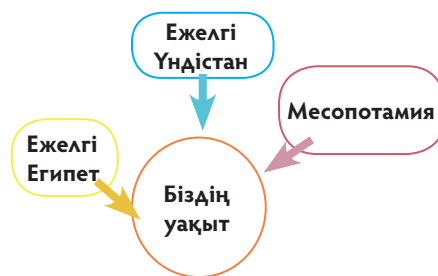 Ежелгі
Үндістан
Месопотамия
Ежелгі
Египет
Біздің
уақыт